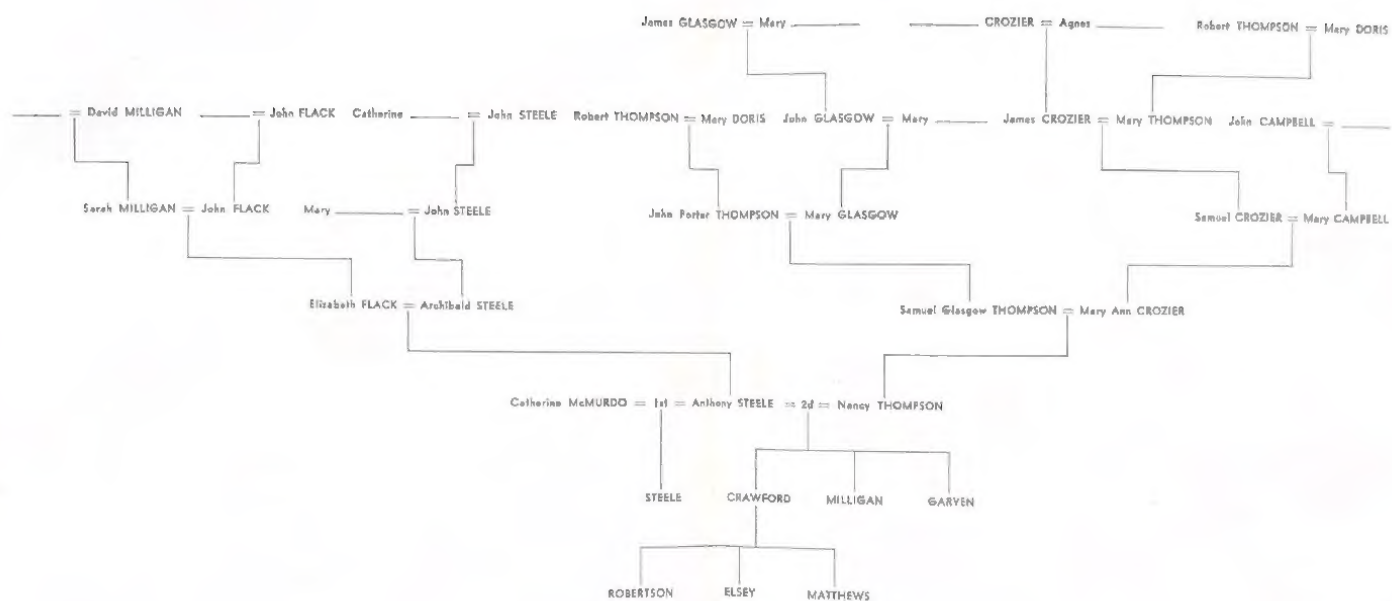 James GLASGOW = Mary ——— ——— CROZIER = Agnes ——— Robert THOMPSON = Mary DORIS
——— = David MILLIGAN ——— = John FLACK Catherine ——— = John STEELE Robert THOMPSON = Mary DORIS John GLASGOW = Mary ——— James CROZIER = Mary THOMPSON John CAMPBELL = ———
Sarah MILLIGAN = John FLACK Mary ——— = John STEELE John Porter THOMPSON = Mary GLASGOW Samuel CROZIER = Mary CAMPBELL
Elizabeth FLACK = Archibald STEELE Samuel Glasgow THOMPSON = Mary Ann CROZIER
Catherine McMURDO = 1st = Anthony STEELE = 2d = Nancy THOMPSON
STEELE CRAWFORD MILLIGAN GARVEN
ROBERTSON ELSEY MATTHEWS